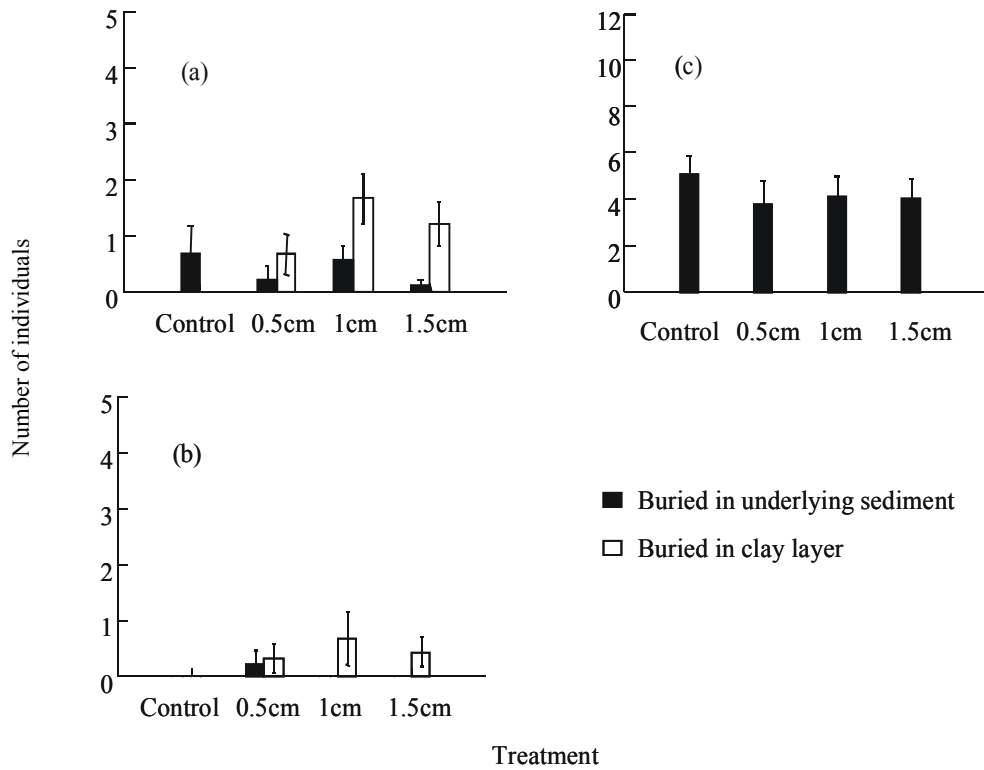 Number of individuals
(a)
5
4
3
2
1
0
Control 0.5cm 1cm 1.5cm
(c)
12
10
8
6
4
2
0
Control 0.5cm 1cm 1.5cm
(b)
5
4
3
2
1
0
Control 0.5cm 1cm 1.5cm
Buried in underlying sediment
Buried in clay layer
Treatment